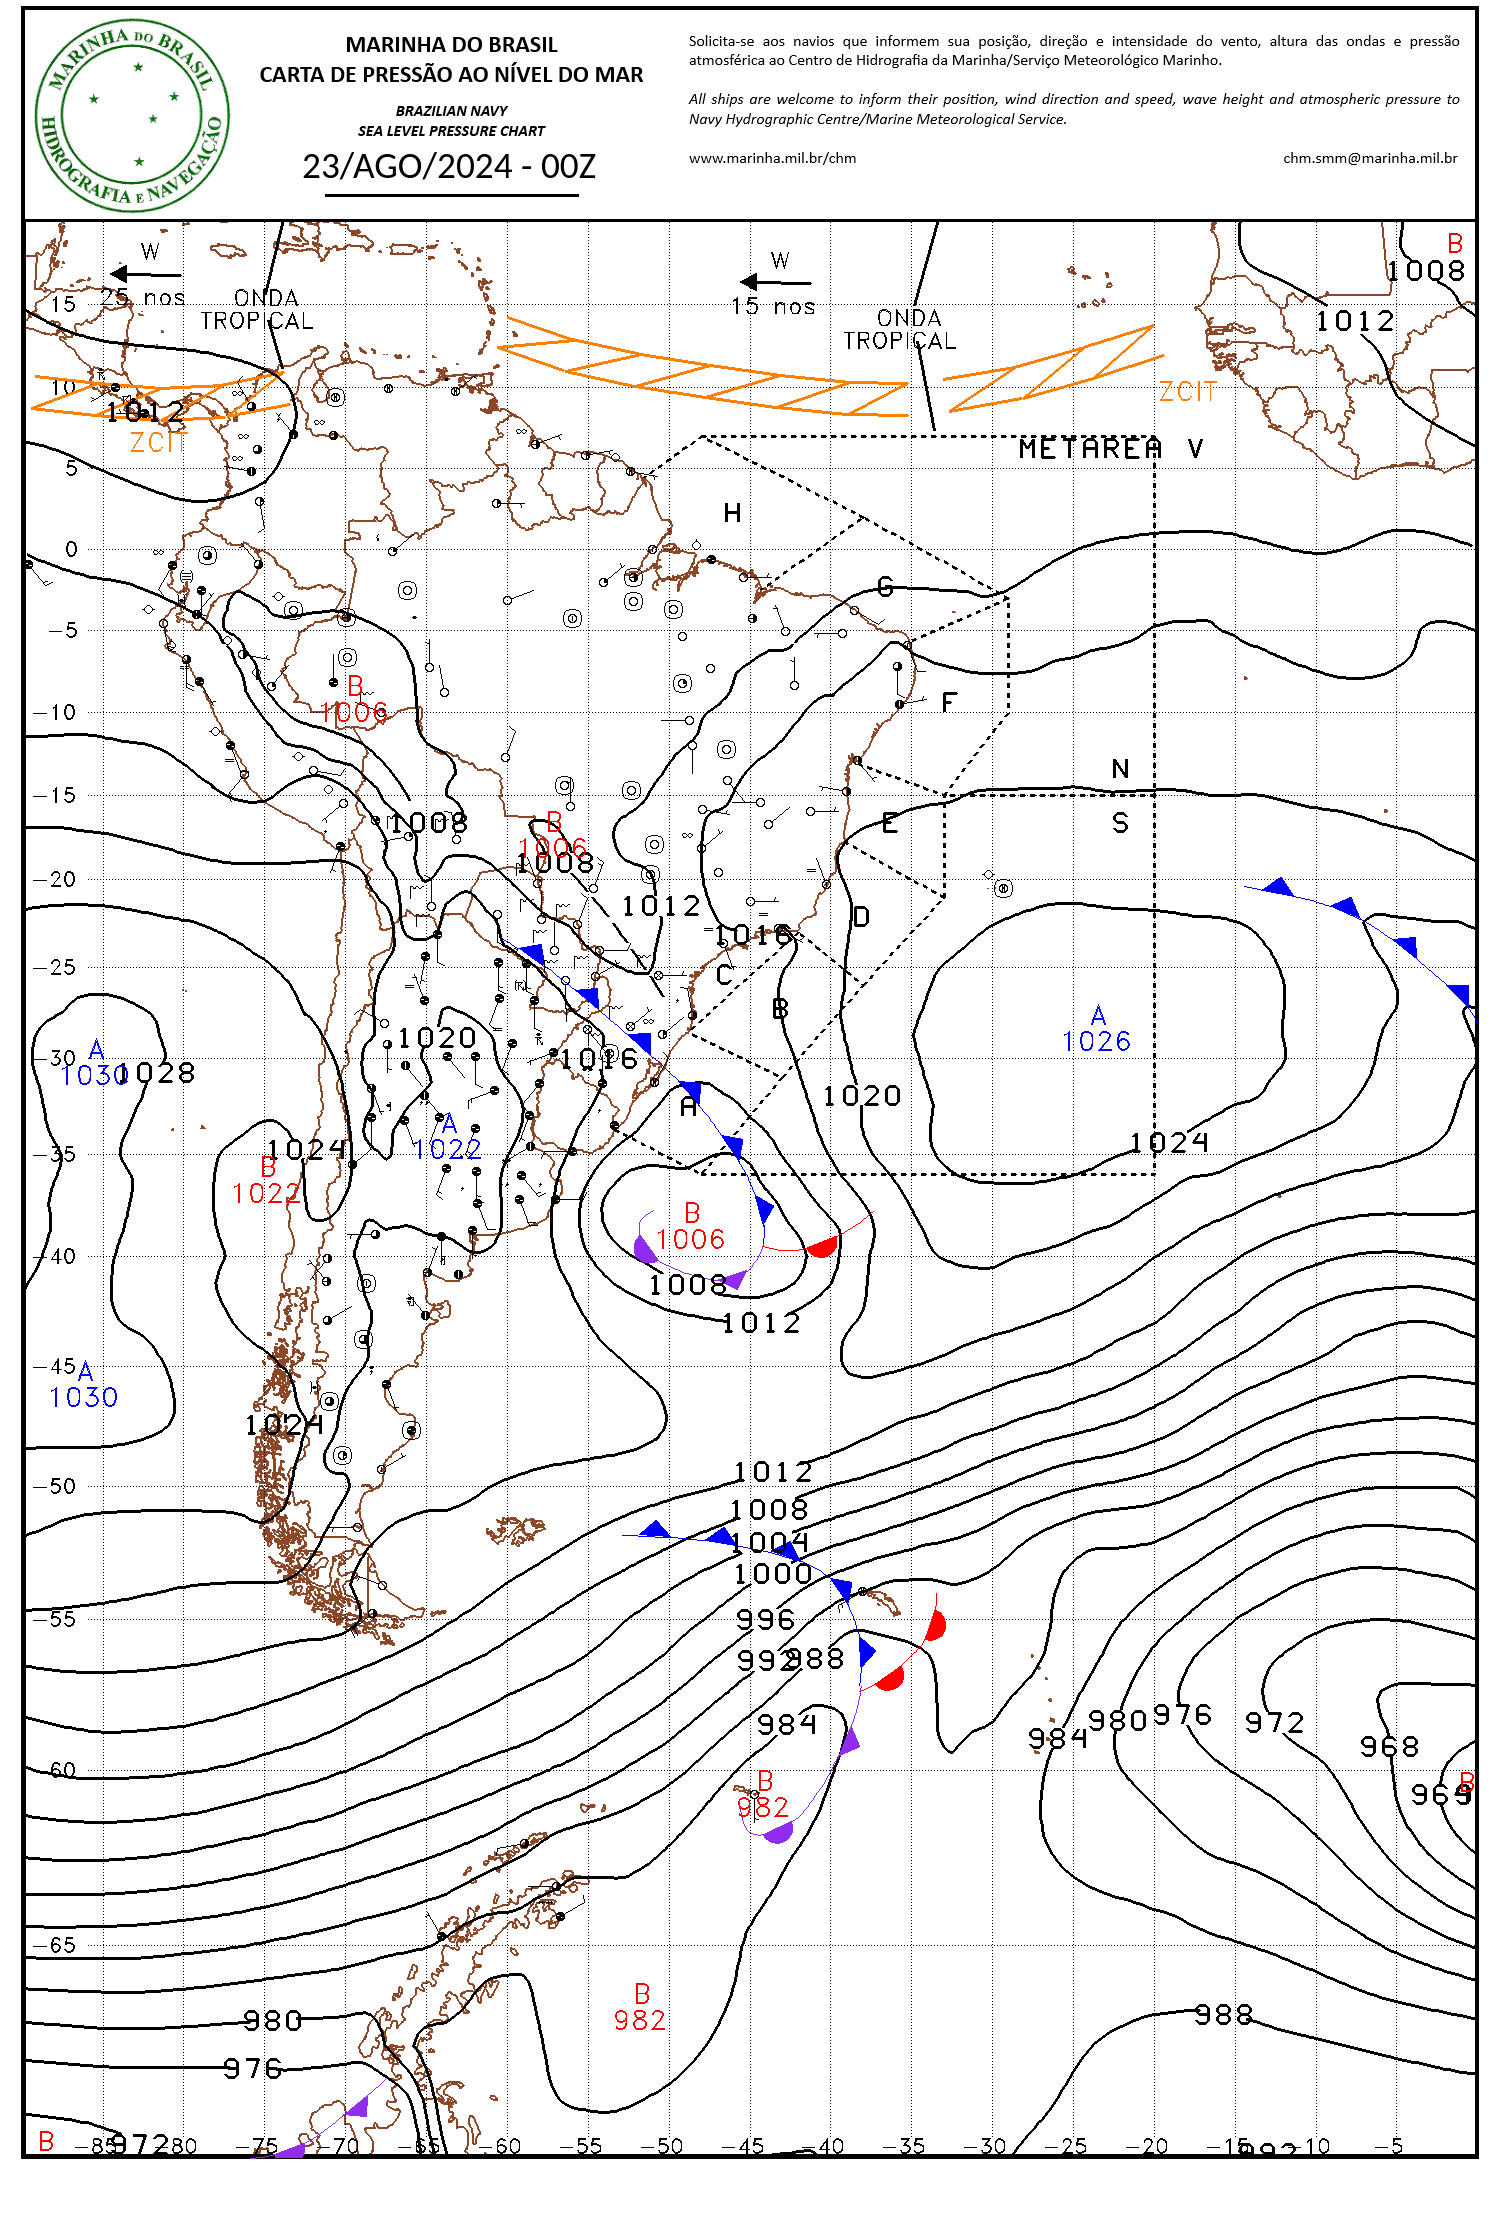 MARINHA DO BRASIL
HIDROGRAFIA E NAVEGAÇÃO
MARINHA DO BRASIL
CARTA DE PRESSÃO AO NÍVEL DO MAR
BRAZILIAN NAVY
SEA LEVEL PRESSURE CHART
23/AGO/2024 - 00Z
Solicita-se aos navios que informem sua posição, direção e intensidade do vento, altura das ondas e pressão
atmosférica ao Centro de Hidrografia da Marinha/Serviço Meteorológico Marinho.
All ships are welcome to inform their position, wind direction and speed, wave height and atmospheric pressure to
Navy Hydrographic Centre/Marine Meteorological Service.
www.marinha.mil.br/chm chm.smm@marinha.mil.br
W
25 nos
ONDA
TROPICAL
W
15 nos
ONDA
TROPICAL
B
1008
1012
15
10
1012
ZCIT
ZCIT
METAREA V
5
H
0
G
-5
B
1006
F
-10
N
-15
1008
B
1006
1008
E
S
-20
1012
D
1016
-25
C
B
A
1026
A
1030
1028
-30
1020
1016
1020
A
A
1022
1024
1024
-35
B
1022
B
1006
-40
1008
1012
-45
A
1030
1024
1012
-50
1008
1004
1000
996
-55
992
988
984
984
980
976
972
968
-60
B
982
B
964
-65
B
982
980
988
976
B
972
-85
-80
-75
-70
-65
-60
-55
-50
-45
-40
-35
-30
-25
-20
-15
992
-10
-5